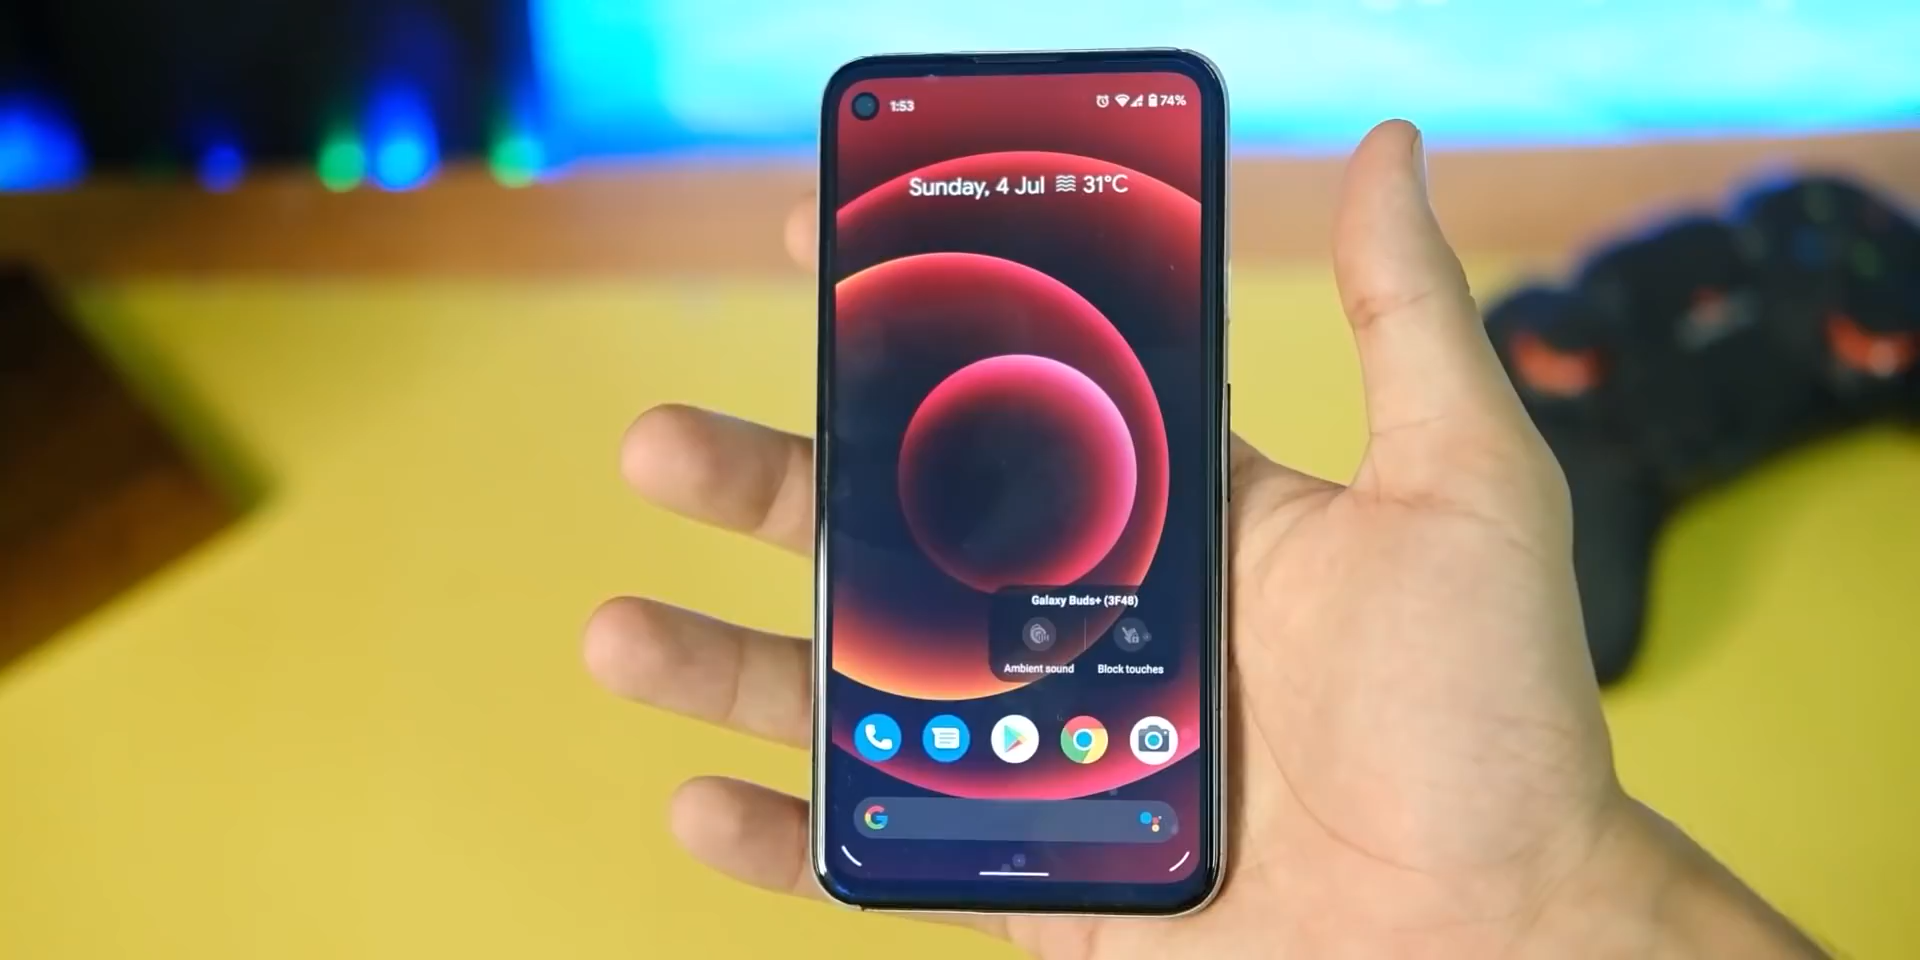 1:53
74%
Sunday, 4 Jul 31°C
Galaxy Buds+ (3F48)
Ambient sound
Block touches